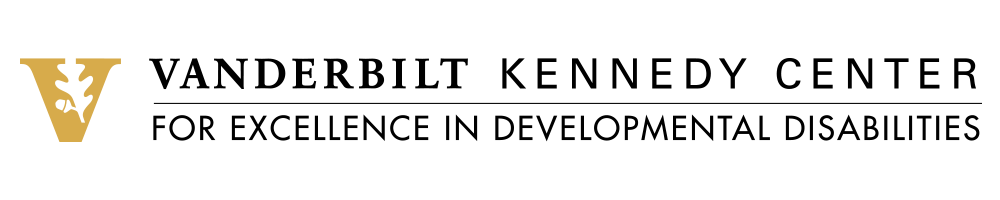 VANDERBILT KENNEDY CENTER
FOR EXCELLENCE IN DEVELOPMENTAL DISABILITIES